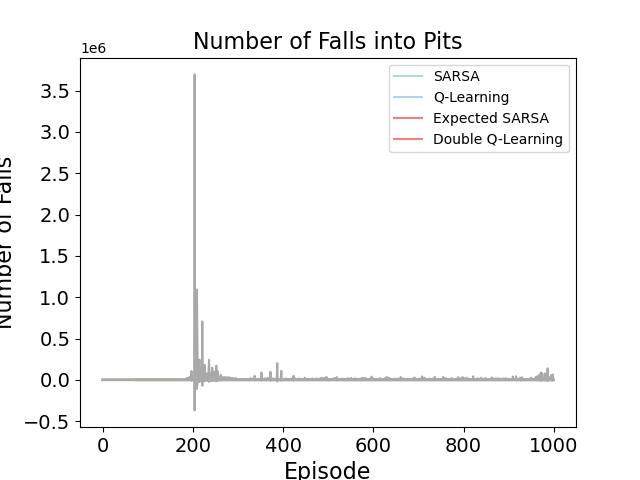 Number of Falls into Pits
1e6
SARSA
Q-Learning
Expected SARSA
Double Q-Learning
Number of Falls
3.5
3.0
2.5
2.0
1.5
1.0
0.5
0.0
−0.5
0 200 400 600 800 1000
Episode